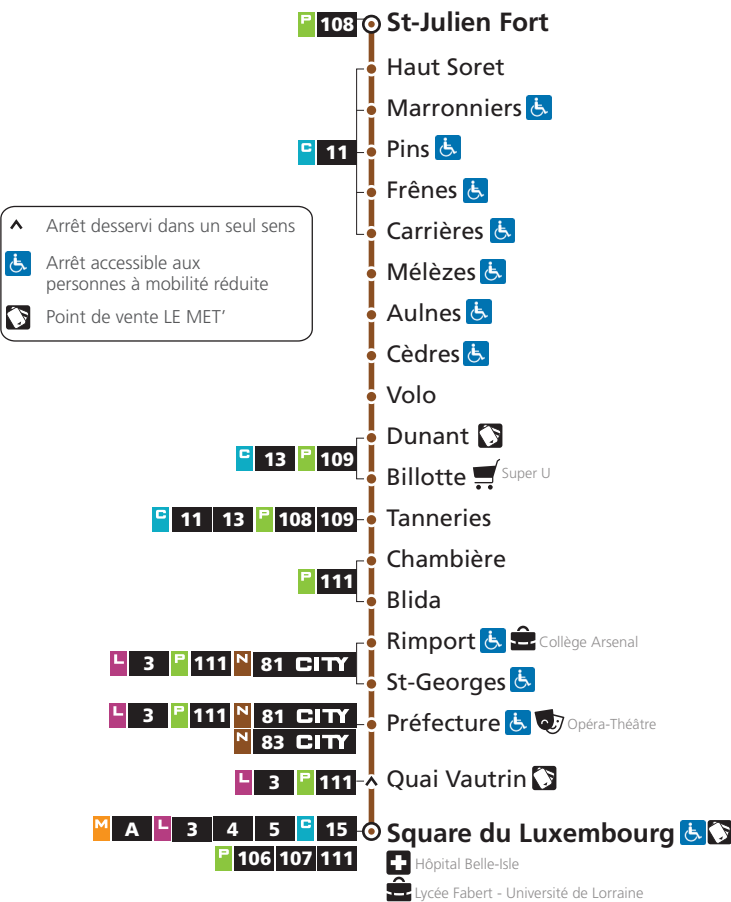 P 108 St-Julien Fort
Haut Soret
Marronniers
C 11 Pins
Frênes
Carrières
Arrêt desservi dans un seul sens
Arrêt accessible aux
personnes à mobilité réduite
Point de vente LE MET'
Mélèzes
Aulnes
Cèdres
Volo
Dunant
C 13 P 109
Billotte Super U
C 11 13 P 108 109 Tanneries
Chambière
P 111
Blida
Rimport Collège Arsenal
L 3 P 111 N 81 CITY
St-Georges
L 3 P 111 N 81 CITY Préfecture Opéra-Théâtre
N 83 CITY
L 3 P 111 Quai Vautrin
M A L 3 4 5 C 15 Square du Luxembourg
P 106 107 111 Hôpital Belle-Isle
Lycée Fabert - Université de Lorraine